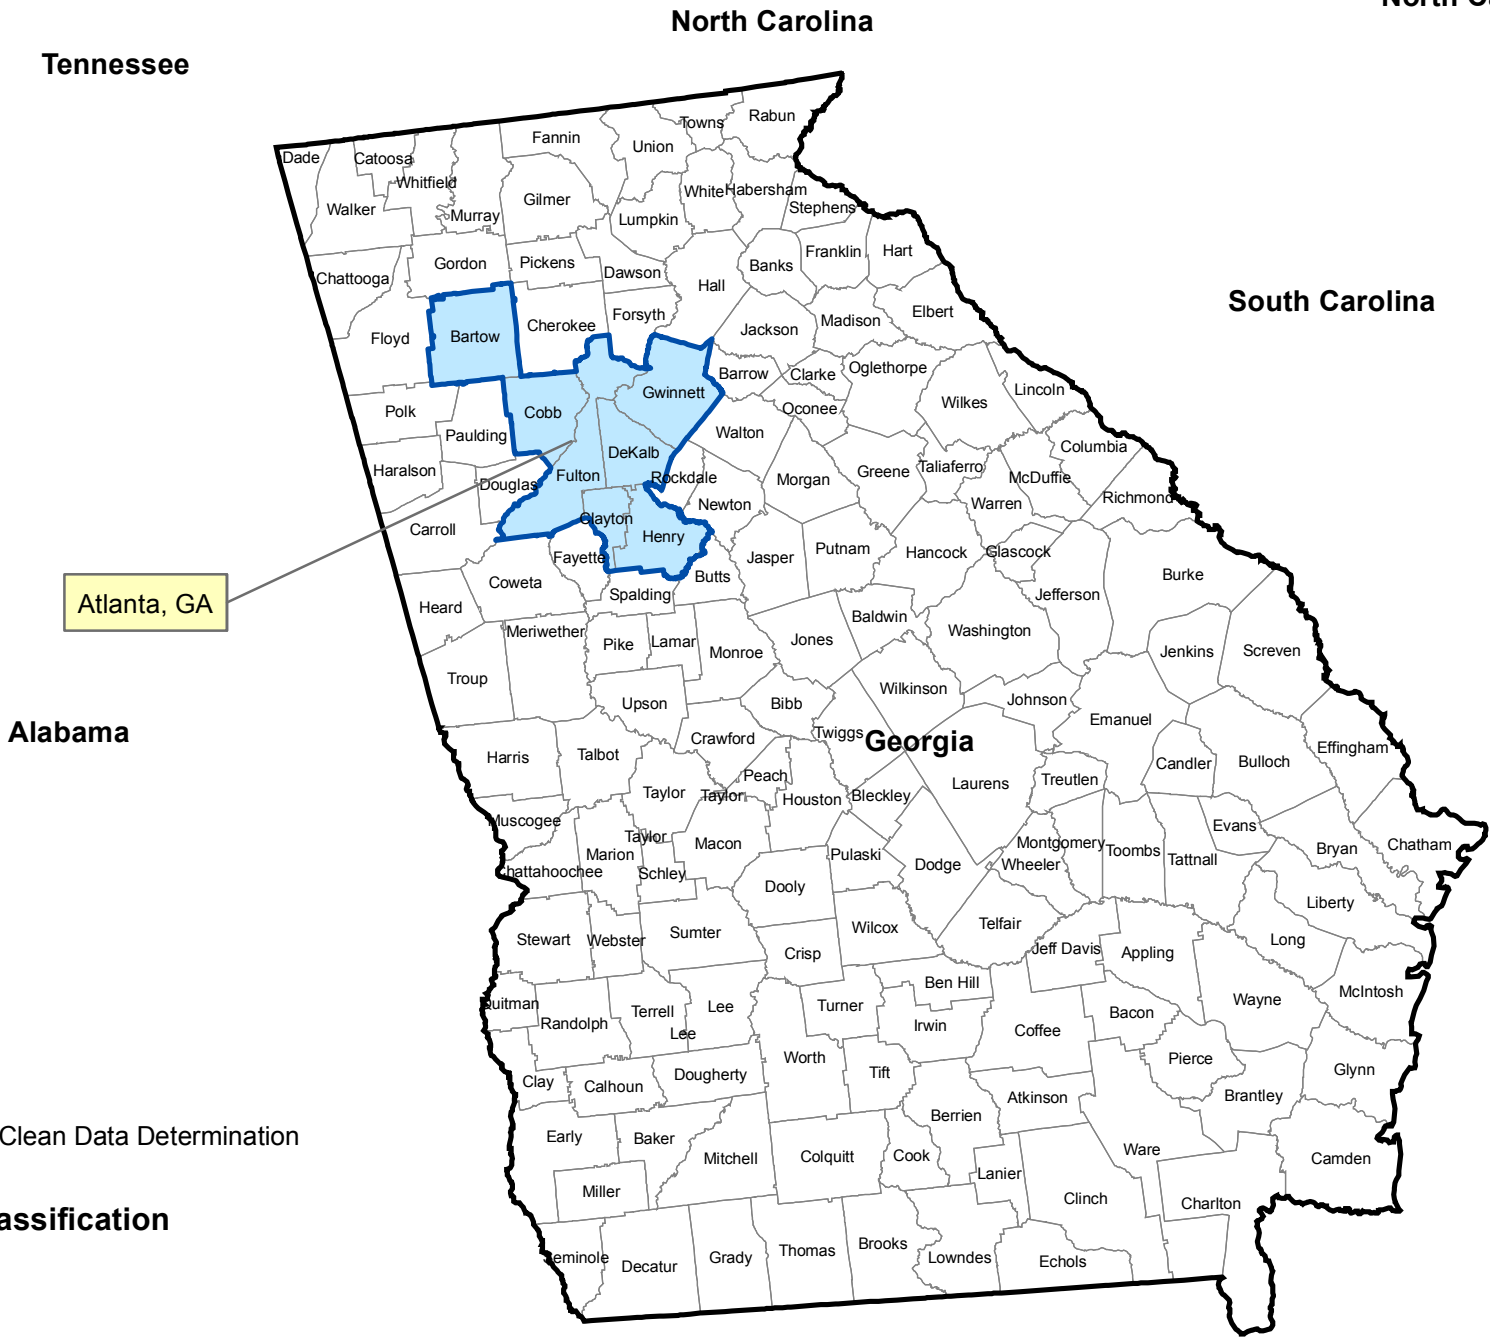 North Carolina
Tennessee
Rabun
Towns
Fannin
Union
Dade
Catoosa
Whitfield
White
Habersham
Gilmer
Stephens
Walker
Murray
Lumpkin
Franklin
Hart
Gordon
Pickens
Banks
Dawson
Chattooga
Hall
South Carolina
Elbert
Forsyth
Madison
Cherokee
Jackson
Bartow
Floyd
Oglethorpe
Barrow
Clarke
Lincoln
Gwinnett
Wilkes
Oconee
Polk
Cobb
Walton
Paulding
Columbia
DeKalb
Taliaferro
Haralson
Greene
Fulton
Rockdale
McDuffie
Morgan
Douglas
Richmond
Newton
Warren
Clayton
Carroll
Henry
Putnam
Hancock
Glascock
Fayette
Jasper
Butts
Burke
Coweta
Spalding
Jefferson
Atlanta, GA
Heard
Baldwin
Meriwether
Washington
Jones
Lamar
Pike
Monroe
Jenkins
Screven
Troup
Wilkinson
Johnson
Upson
Bibb
Emanuel
Alabama
Twiggs
Crawford
Georgia
Effingham
Talbot
Harris
Bulloch
Candler
Peach
Treutlen
Laurens
Taylor
Taylor
Bleckley
Houston
Muscogee
Evans
Taylor
Macon
Montgomery
Chatham
Bryan
Toombs
Marion
Pulaski
Tattnall
Dodge
Wheeler
hattahoochee
Schley
Dooly
Liberty
Telfair
Wilcox
Sumter
Stewart
Webster
Long
Jeff Davis
Appling
Crisp
Ben Hill
McIntosh
Wayne
Quitman
Turner
Lee
Terrell
Bacon
Randolph
Irwin
Coffee
Lee
Worth
Pierce
Glynn
Tift
Dougherty
Clay
Calhoun
Brantley
Atkinson
Berrien
Clean Data Determination
Early
Baker
Ware
Cook
Colquitt
Mitchell
Camden
Lanier
Miller
Clinch
Charlton
assification
Brooks
Thomas
Grady
Lowndes
eminole
Echols
Decatur